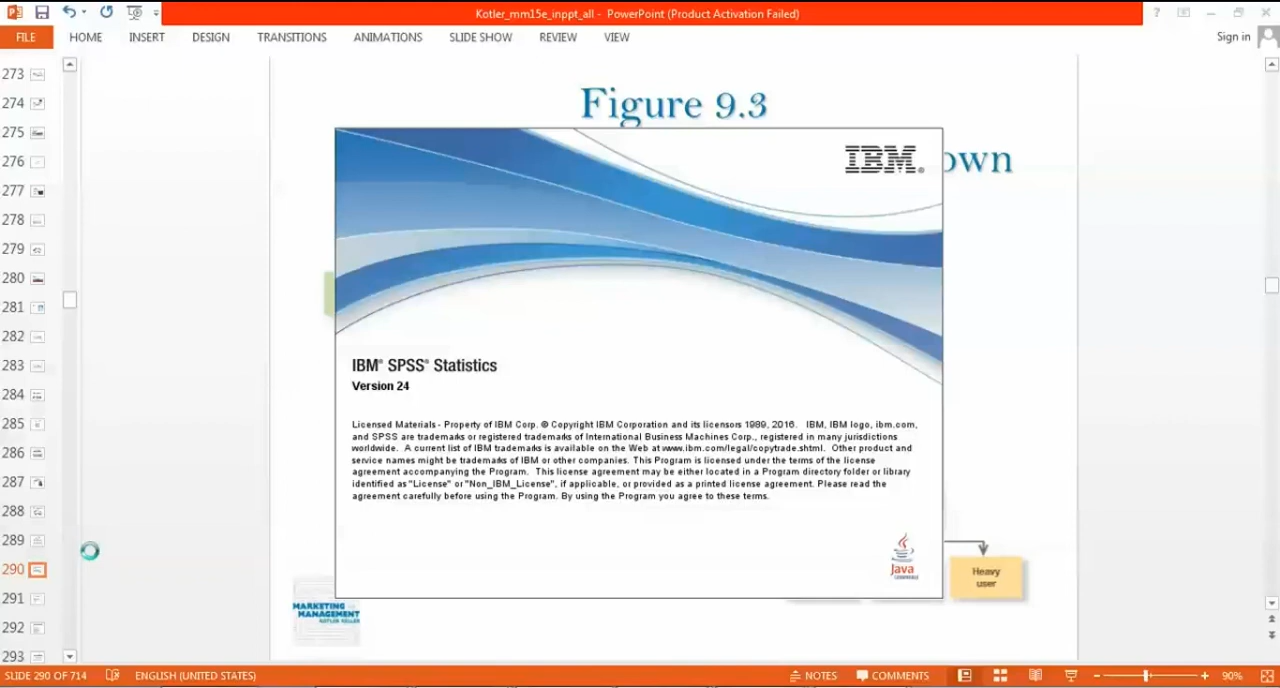 Kotler_mm15e_inppt_all - PowerPoint (Product Activation Failed)
FILE HOME INSERT DESIGN TRANSITIONS ANIMATIONS SLIDE SHOW REVIEW VIEW Sign in
273
274
275
276
277
278
279
280
281
282
283
284
285
286
287
288
289
290
291
292
293
Figure 9.3
own
IBM®
IBM® SPSS® Statistics
Version 24
Licensed Materials - Property of IBM Corp. © Copyright IBM Corporation and its licensors 1989, 2016. IBM, IBM logo, ibm.com,
and SPSS are trademarks or registered trademarks of International Business Machines Corp., registered in many jurisdictions
worldwide. A current list of IBM trademarks is available on the Web at www.ibm.com/legal/copytrade.shtml. Other product and
service names might be trademarks of IBM or other companies. This Program is licensed under the terms of the license
agreement accompanying the Program. This license agreement may be either located in a Program directory folder or library
identified as "License" or "Non_IBM_License", if applicable, or provided as a printed license agreement. Please read the
agreement carefully before using the Program. By using the Program you agree to these terms.
Java
COMPATIBLE
Heavy
user
MARKETING
MANAGEMENT
KOTLER KELLER
SLIDE 290 OF 714 ENGLISH (UNITED STATES) NOTES COMMENTS 90%